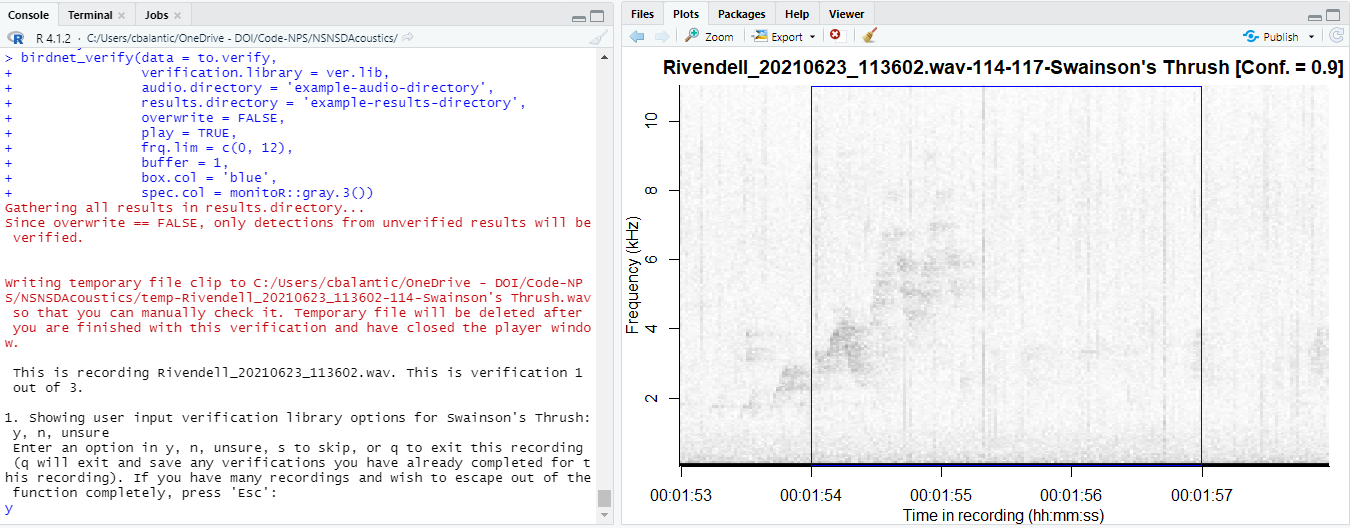 Console Terminal × Jobs ×
R 4.1.2 · C:/Users/cbalantic/OneDrive - DOI/Code-NPS/NSNSDAcoustics/
> birdnet_verify(data = to.verify,
+ verification.library = ver.lib,
+ audio.directory = 'example-audio-directory',
+ results.directory = 'example-results-directory',
+ overwrite = FALSE,
+ play = TRUE,
+ frq.lim = c(0, 12),
+ buffer = 1,
+ box.col = 'blue',
+ spec.col = monitoR::gray.3())
Gathering all results in results.directory...
Since overwrite == FALSE, only detections from unverified results will be
verified.
Writing temporary file clip to C:/Users/cbalantic/OneDrive - DOI/Code-NP
S/NSNSDAcoustics/temp-Rivendell_20210623_113602-114-Swainson's Thrush.wav
so that you can manually check it. Temporary file will be deleted after
you are finished with this verification and have closed the player windo
w.
This is recording Rivendell_20210623_113602.wav. This is verification 1
out of 3.
1. Showing user input verification library options for Swainson's Thrush:
y, n, unsure
Enter an option in y, n, unsure, s to skip, or q to exit this recording
(q will exit and save any verifications you have already completed for t
his recording). If you have many recordings and wish to escape out of the
function completely, press 'Esc':
y
Files Plots Packages Help Viewer
Zoom Export Publish
Rivendell_20210623_113602.wav-114-117-Swainson's Thrush [Conf. = 0.9]
Frequency (kHz)
10
8
6
4
2
00:01:53 00:01:54 00:01:55 00:01:56 00:01:57
Time in recording (hh:mm:ss)